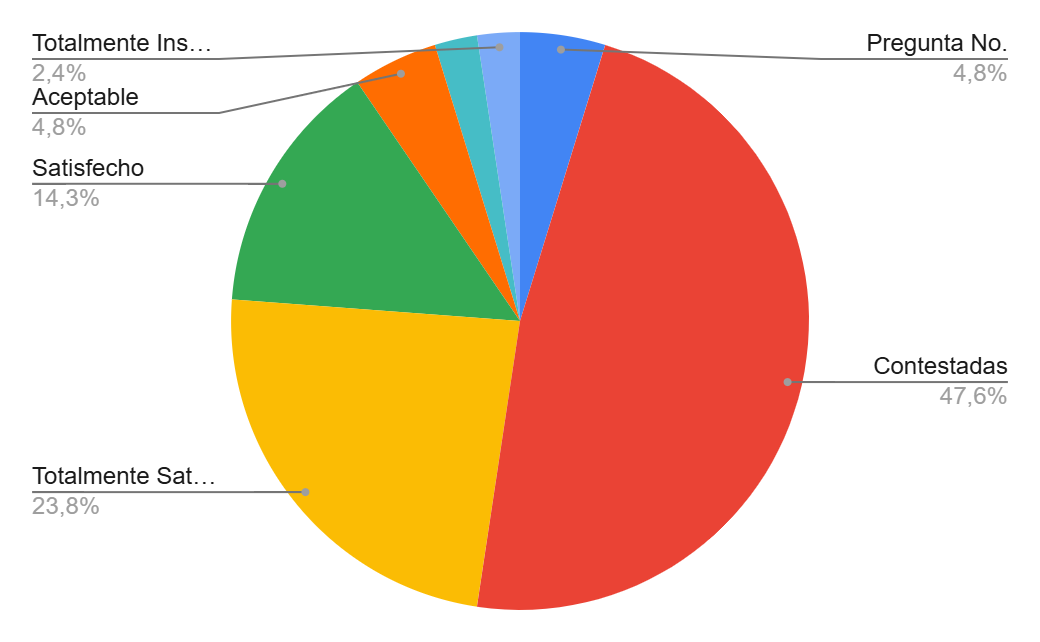 Totalmente Ins…
2,4%
Aceptable
4,8%
Satisfecho
14,3%
Totalmente Sat…
23,8%
Pregunta No.
4,8%
Contestadas
47,6%